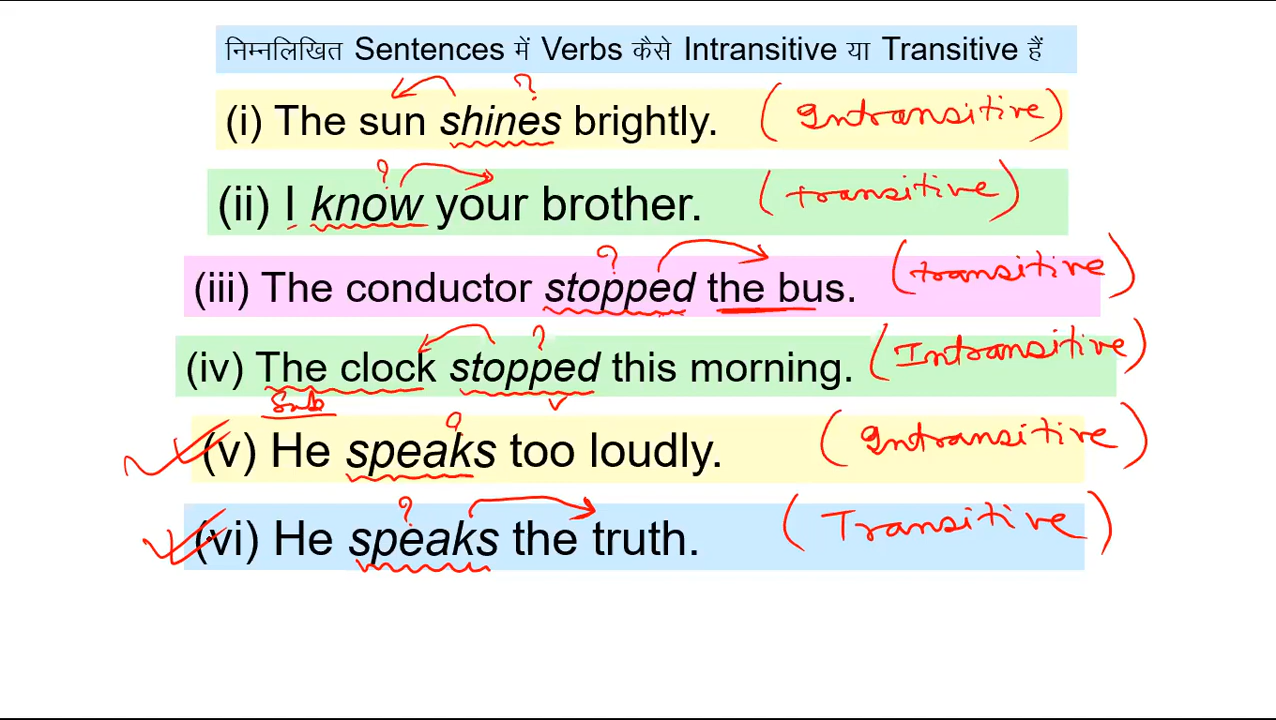 निम्नलिखित Sentences में Verbs कैसे Intransitive या Transitive हैं
?
(i) The sun shines brightly. (Intransitive)
?
(ii) I know your brother. (transitive)
?
(iii) The conductor stopped the bus. (transitive)
?
(iv) The clock stopped this morning. (Intransitive)
Sub v
?
(v) He speaks too loudly. (Intransitive)
?
(vi) He speaks the truth. (Transitive)